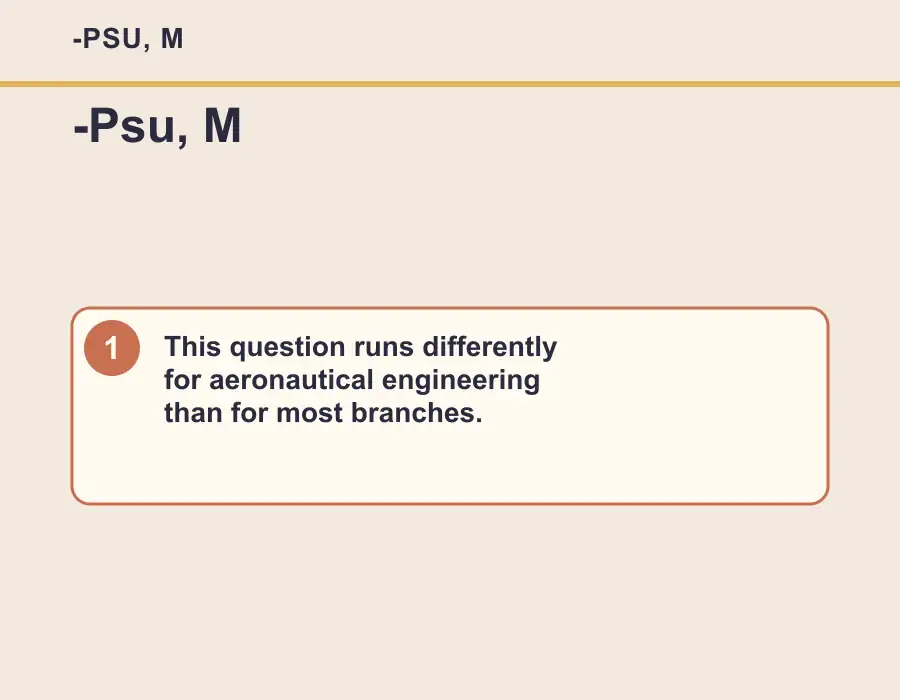 -PSU, M
-Psu, M
1
This question runs differently
for aeronautical engineering
than for most branches.